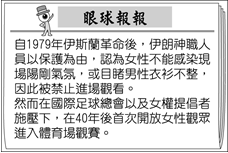 眼球報報
自1979年伊斯蘭革命後，伊朗神職人
員以保護為由，認為女性不能感染現
場陽剛氣氛，或目睹男性衣衫不整，
因此被禁止進場觀看。
然而在國際足球總會以及女權提倡者
施壓下，在40年後首次開放女性觀眾
進入體育場觀賽。